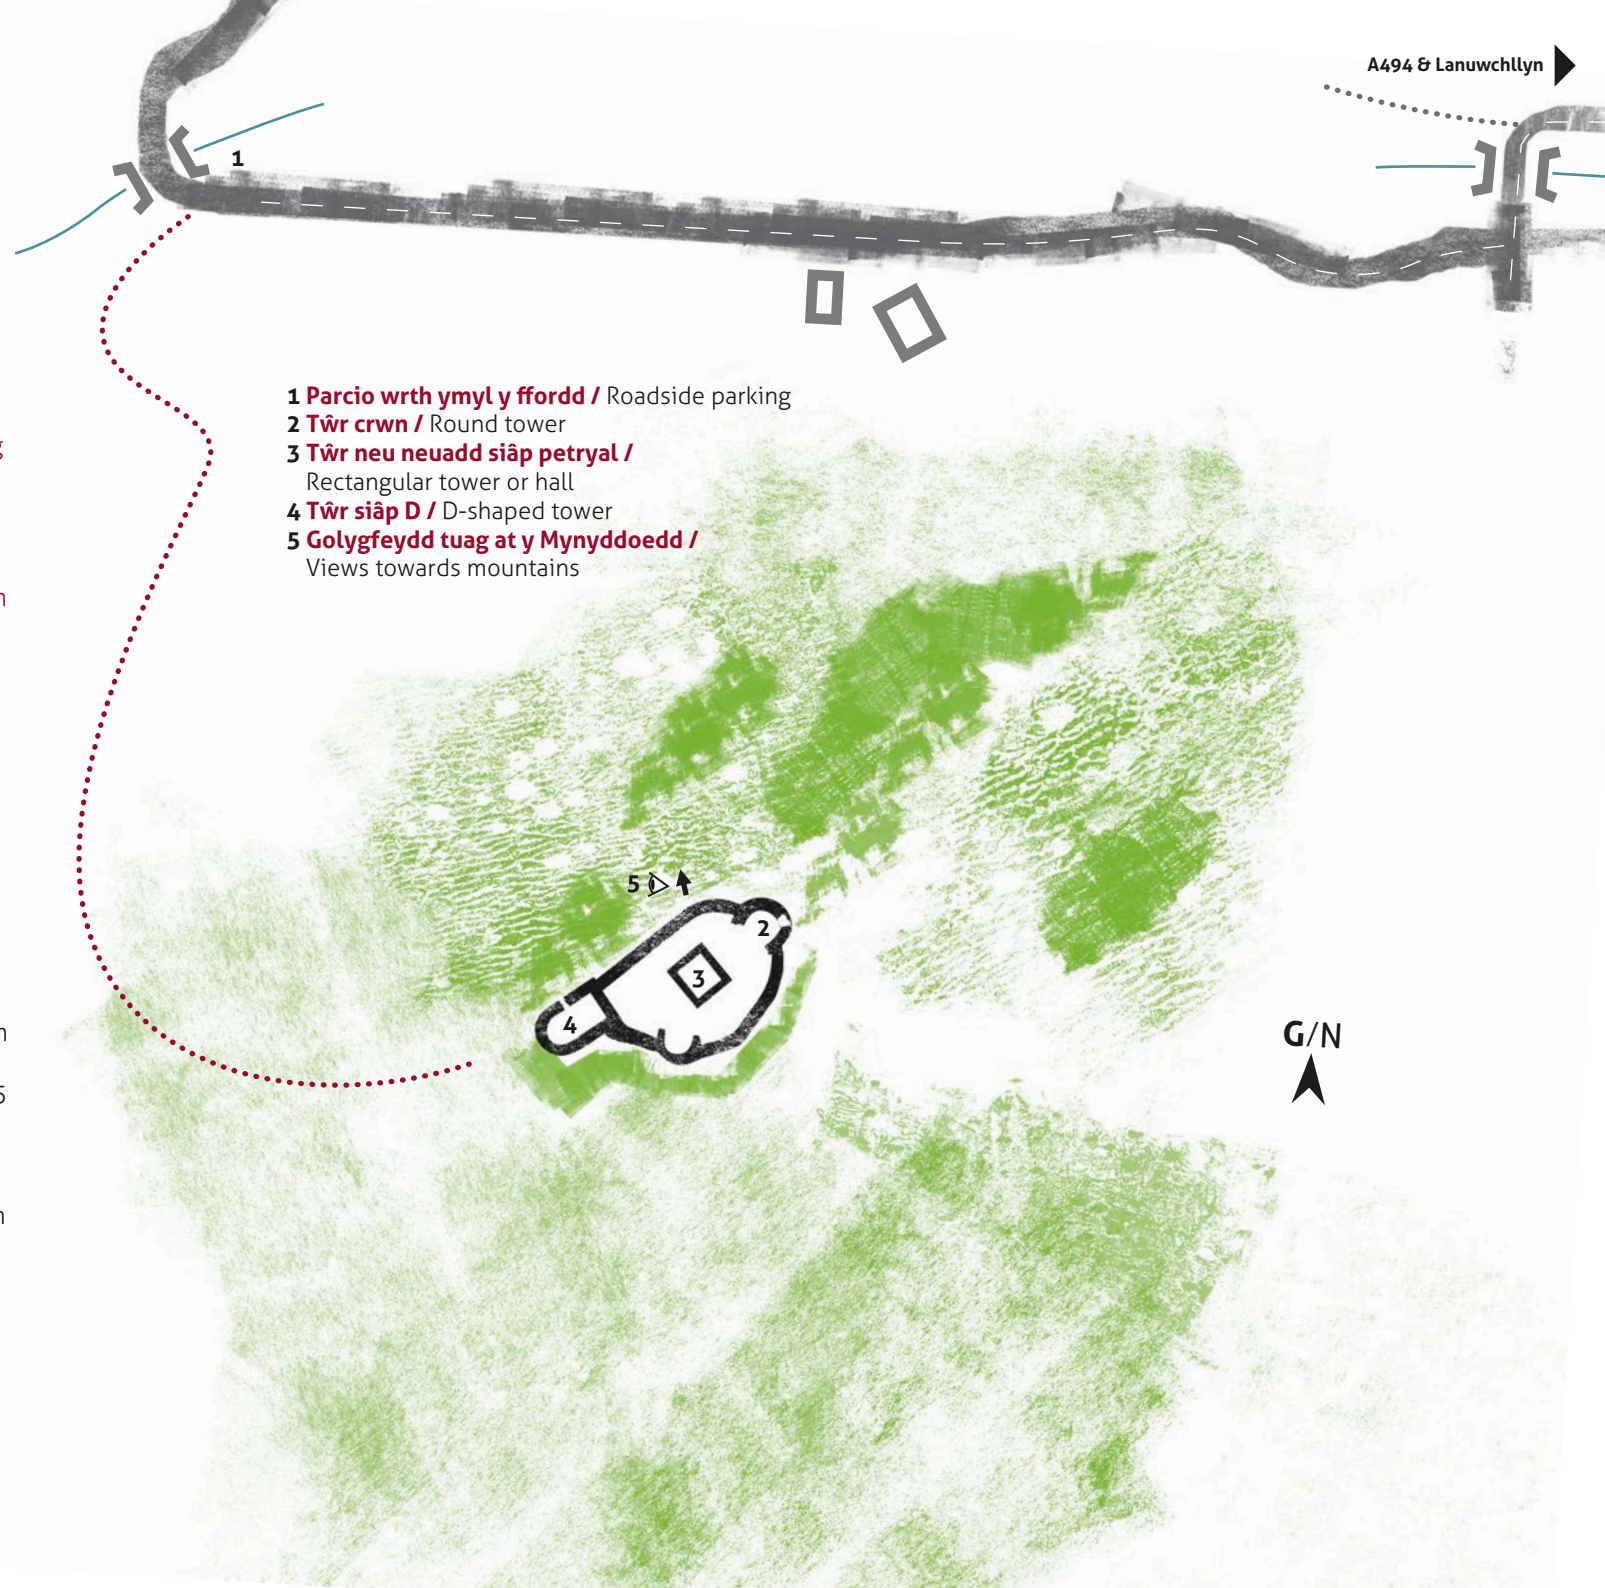 A494 & Lanuwchllyn
1
1 Parcio wrth ymyl y ffordd / Roadside parking
2 Tŵr crwn / Round tower
3 Tŵr neu neuadd siâp petryal /
Rectangular tower or hall
4 Tŵr siâp D / D-shaped tower
5 Golygfeydd tuag at y Mynyddoedd /
Views towards mountains
5
2
3
4
G/N